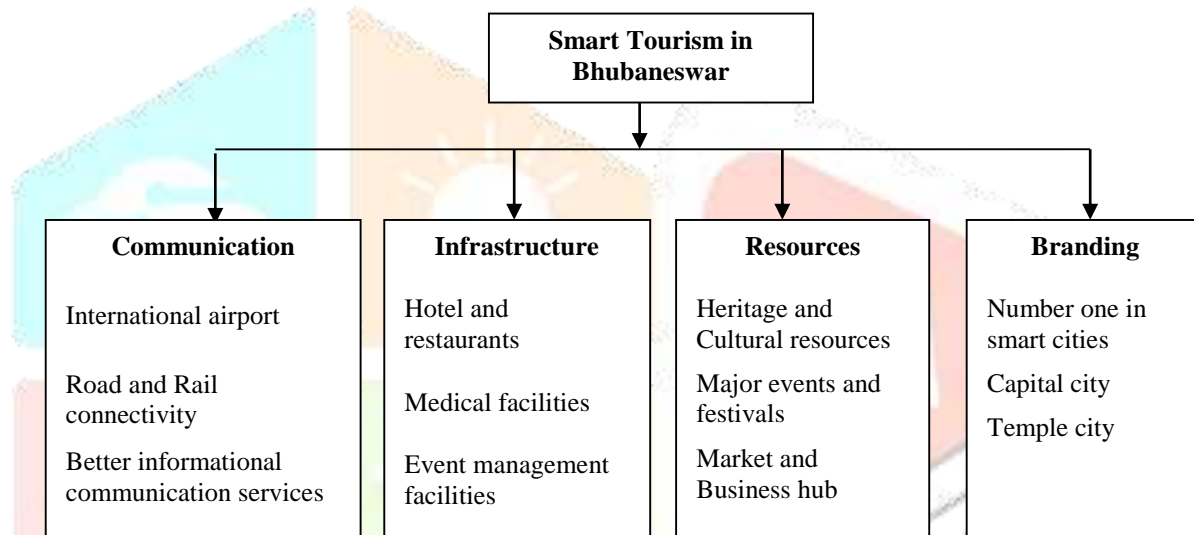 Smart Tourism in
Bhubaneswar
Communication
International airport
Road and Rail
connectivity
Better informational
communication services
Infrastructure
Hotel and
restaurants
Medical facilities
Event management
facilities
Resources
Heritage and
Cultural resources
Major events and
festivals
Market and
Business hub
Branding
Number one in
smart cities
Capital city
Temple city